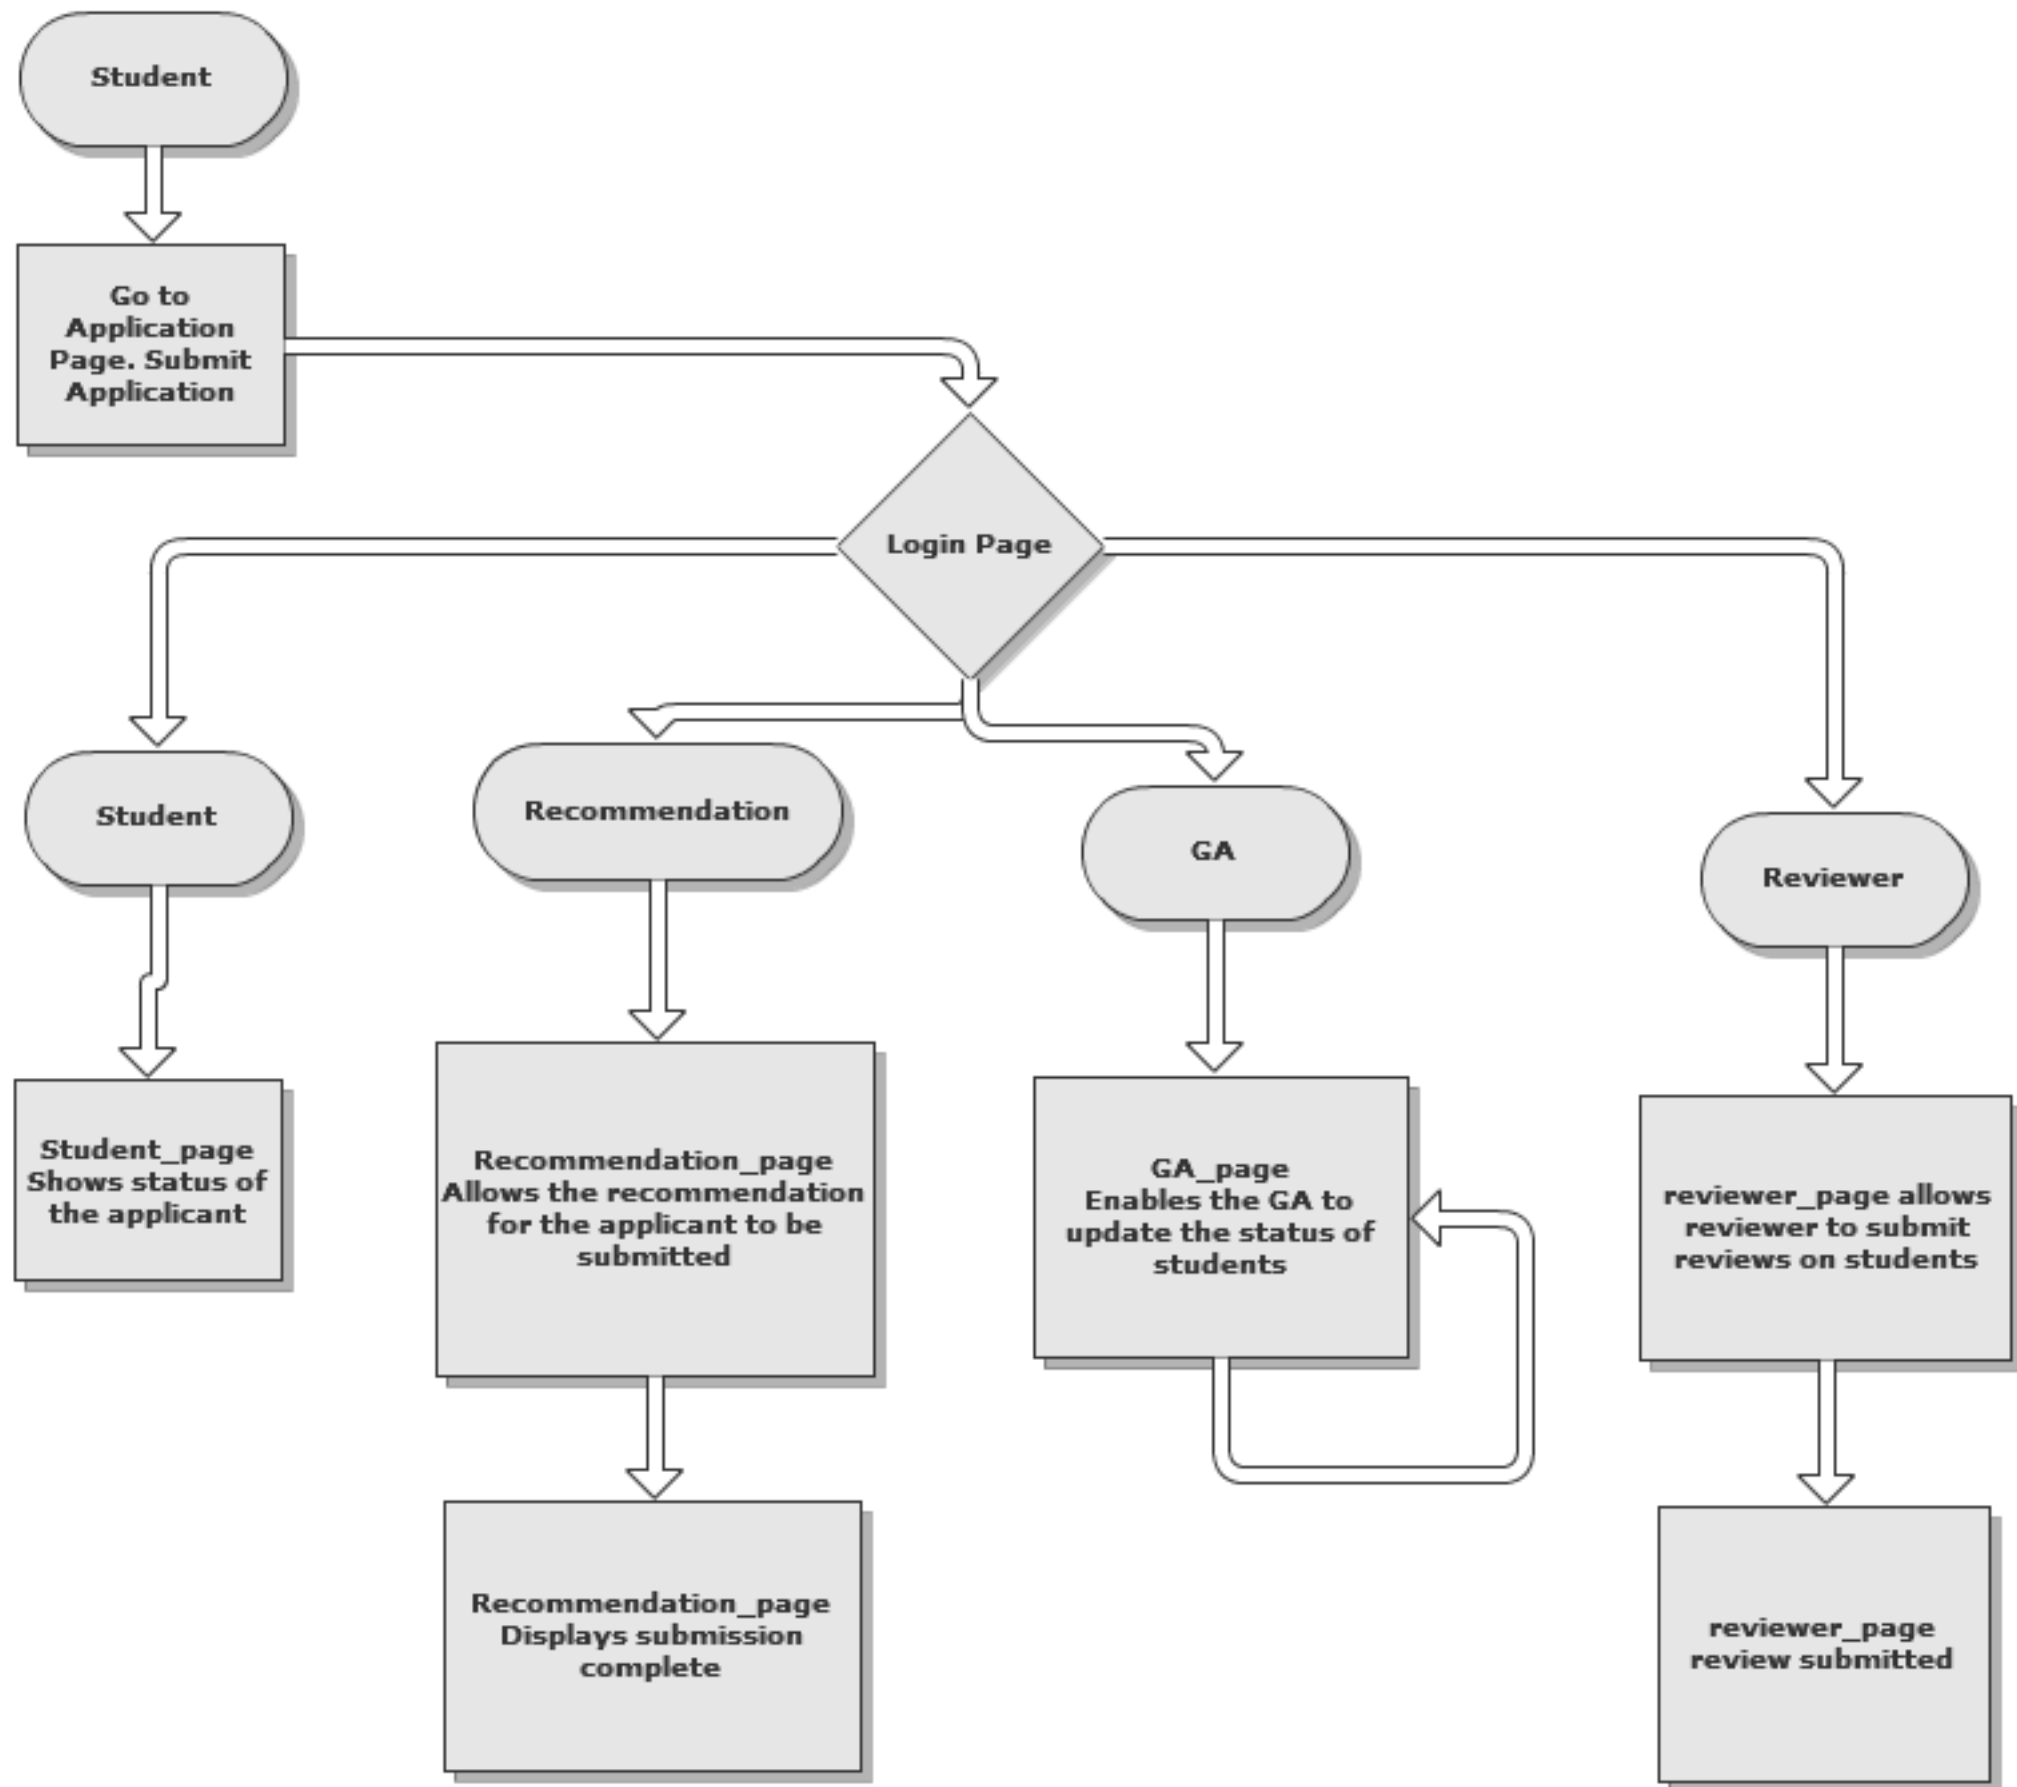 Student
Go to
Application
Page. Submit
Application
Login Page
Student
Recommendation
GA
Reviewer
Student_page
Shows status of
the applicant
Recommendation_page
Allows the recommendation
for the applicant to be
submitted
GA_page
Enables the GA to
update the status of
students
reviewer_page allows
reviewer to submit
reviews on students
Recommendation_page
Displays submission
complete
reviewer_page
review submitted